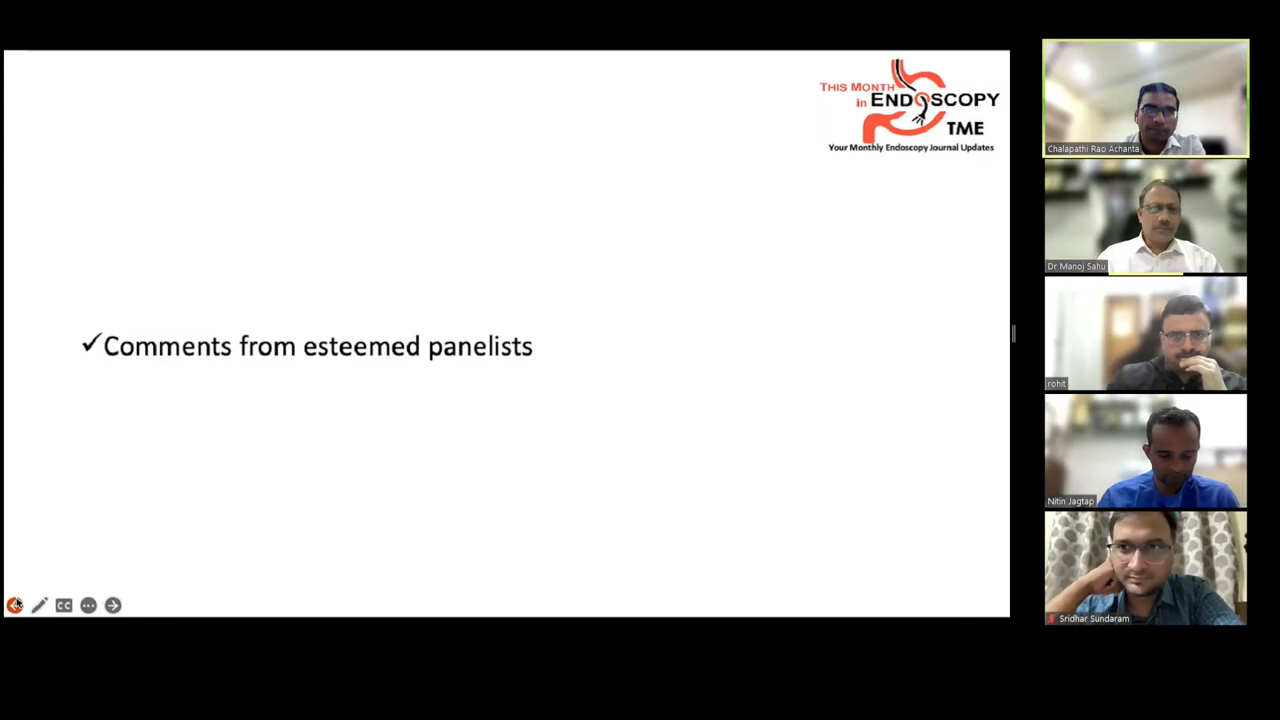 THIS MONTH
in ENDOSCOPY
TME
Your Monthly Endoscopy Journal Updates
✓Comments from esteemed panelists
CC
Chalapathi Rao Achanta
Dr Manoj Sahu
rohit
Nitin Jagtap
Sridhar Sundaram